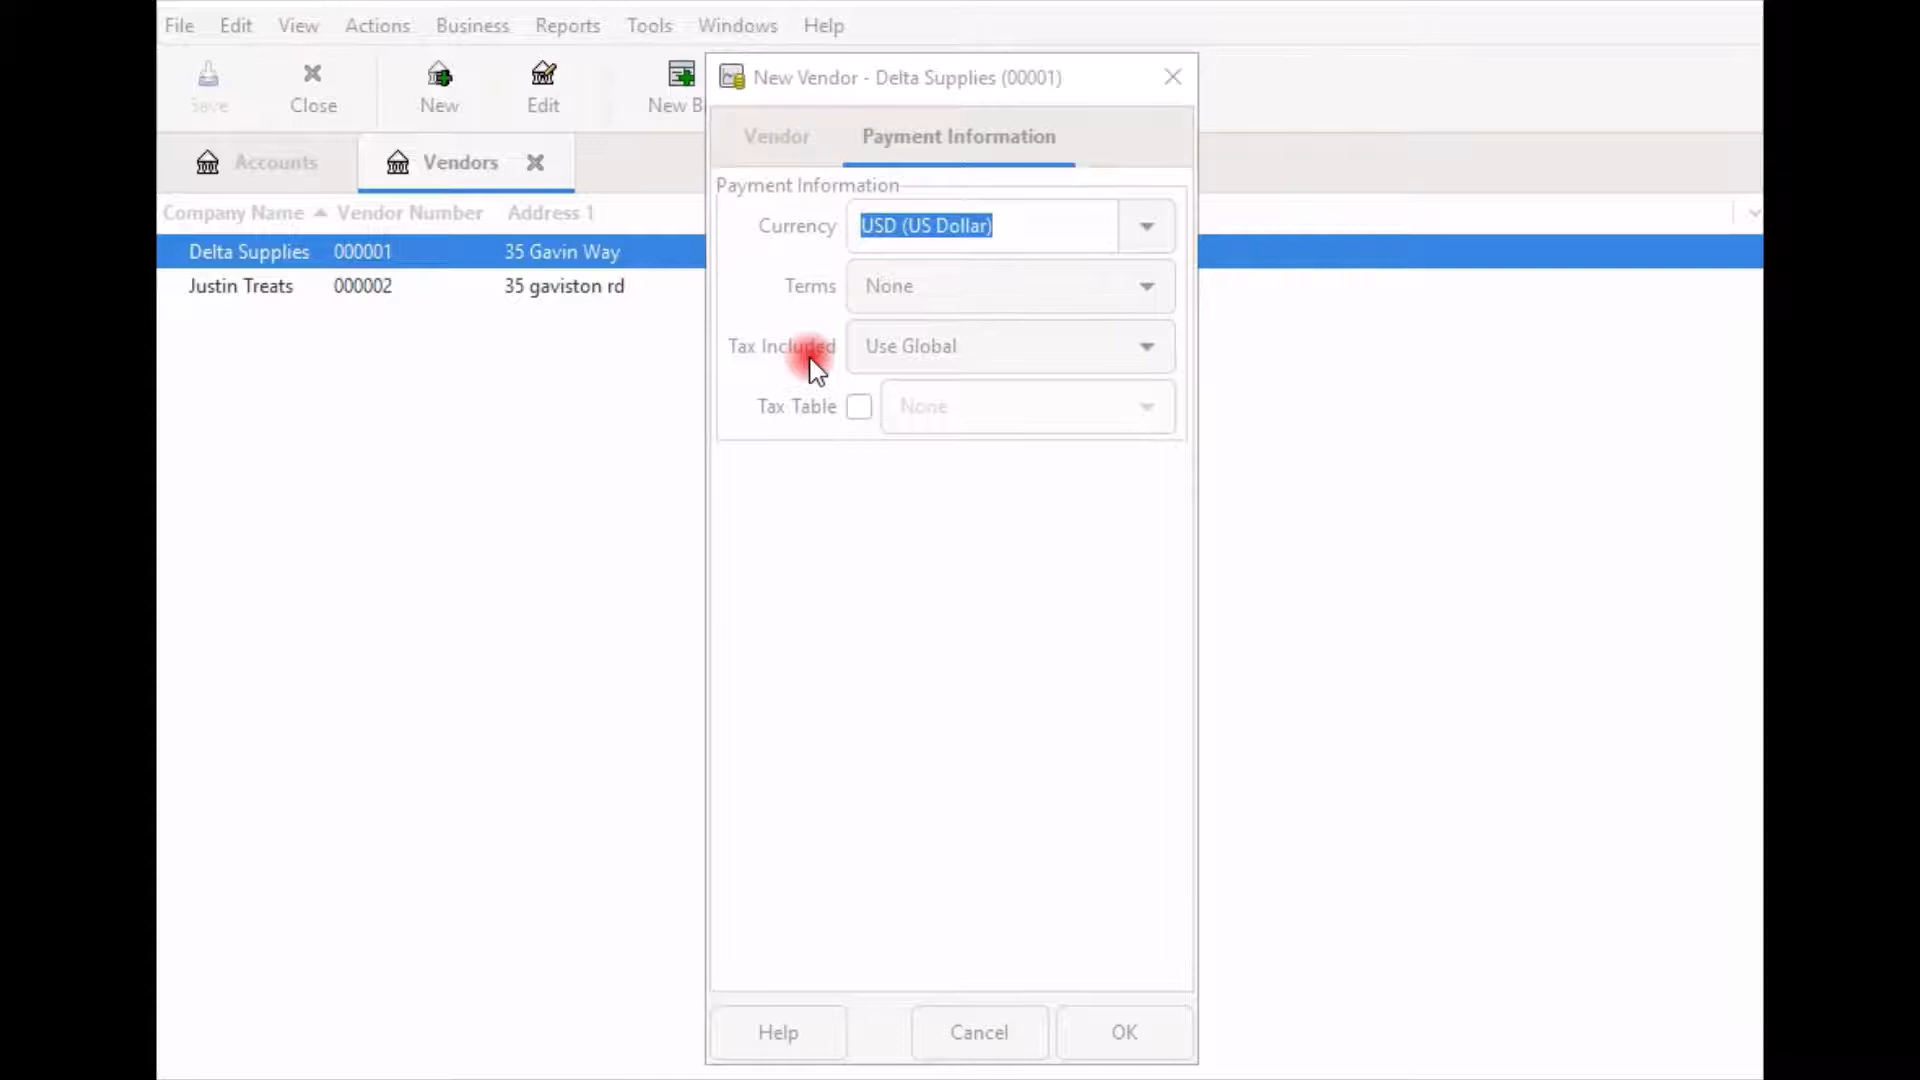 File Edit View Actions Business Reports Tools Windows Help
Save Close New Edit New B
New Vendor - Delta Supplies (00001)
Accounts Vendors
Vendor Payment Information
Company Name Vendor Number Address 1
Delta Supplies 000001 35 Gavin Way
Justin Treats 000002 35 gaviston rd
Payment Information
Currency USD (US Dollar)
Terms None
Tax Included Use Global
Tax Table None
Help Cancel OK